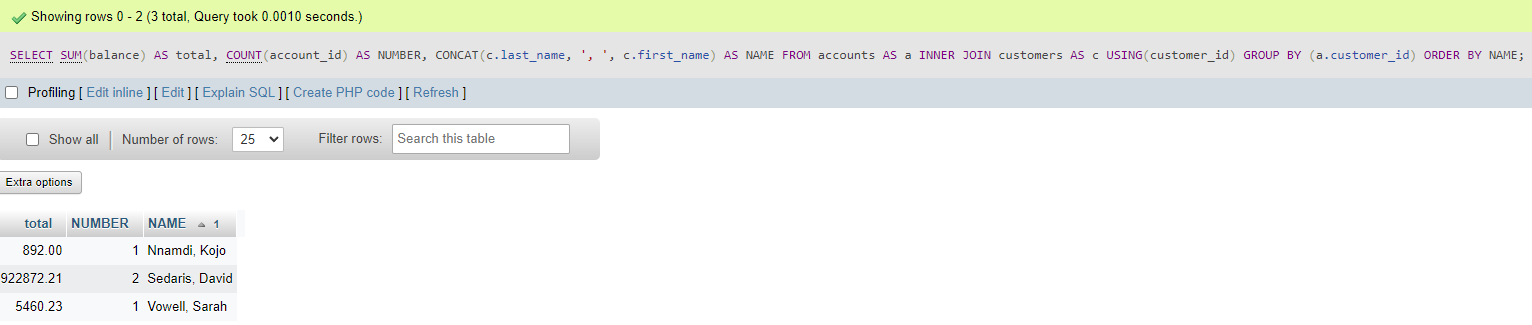 Showing rows 0 - 2 (3 total, Query took 0.0010 seconds.)
SELECT SUM(balance) AS total, COUNT(account_id) AS NUMBER, CONCAT(c.last_name, ', ', c.first_name) AS NAME FROM accounts AS a INNER JOIN customers AS c USING(customer_id) GROUP BY (a.customer_id) ORDER BY NAME;
Profiling [ Edit inline ] [ Edit ] [ Explain SQL ] [ Create PHP code ] [ Refresh ]
Show all Number of rows: 25 Filter rows: Search this table
Extra options
total NUMBER NAME 1
892.00 1 Nnamdi, Kojo
922872.21 2 Sedaris, David
5460.23 1 Vowell, Sarah